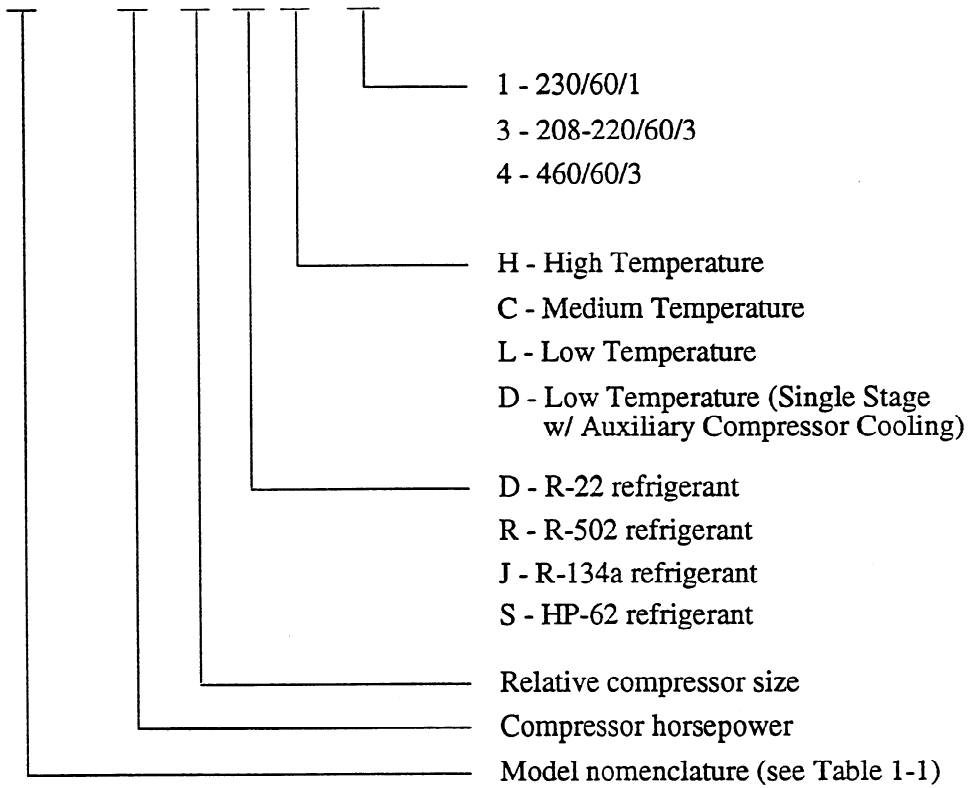 1 - 230/60/1
3 - 208-220/60/3
4 - 460/60/3
H - High Temperature
C - Medium Temperature
L - Low Temperature
D - Low Temperature (Single Stage
w/ Auxiliary Compressor Cooling)
D - R-22 refrigerant
R - R-502 refrigerant
J - R-134a refrigerant
S - HP-62 refrigerant
Relative compressor size
Compressor horsepower
Model nomenclature (see Table 1-1)